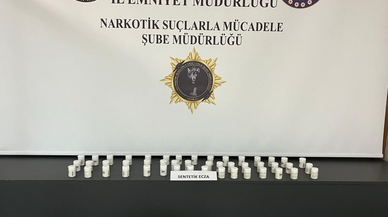 İL EMNİYET MÜDÜRLÜĞÜ
NARKOTİK SUÇLARLA MÜCADELE
ŞUBE MÜDÜRLÜĞÜ
SENTETİK ECZA